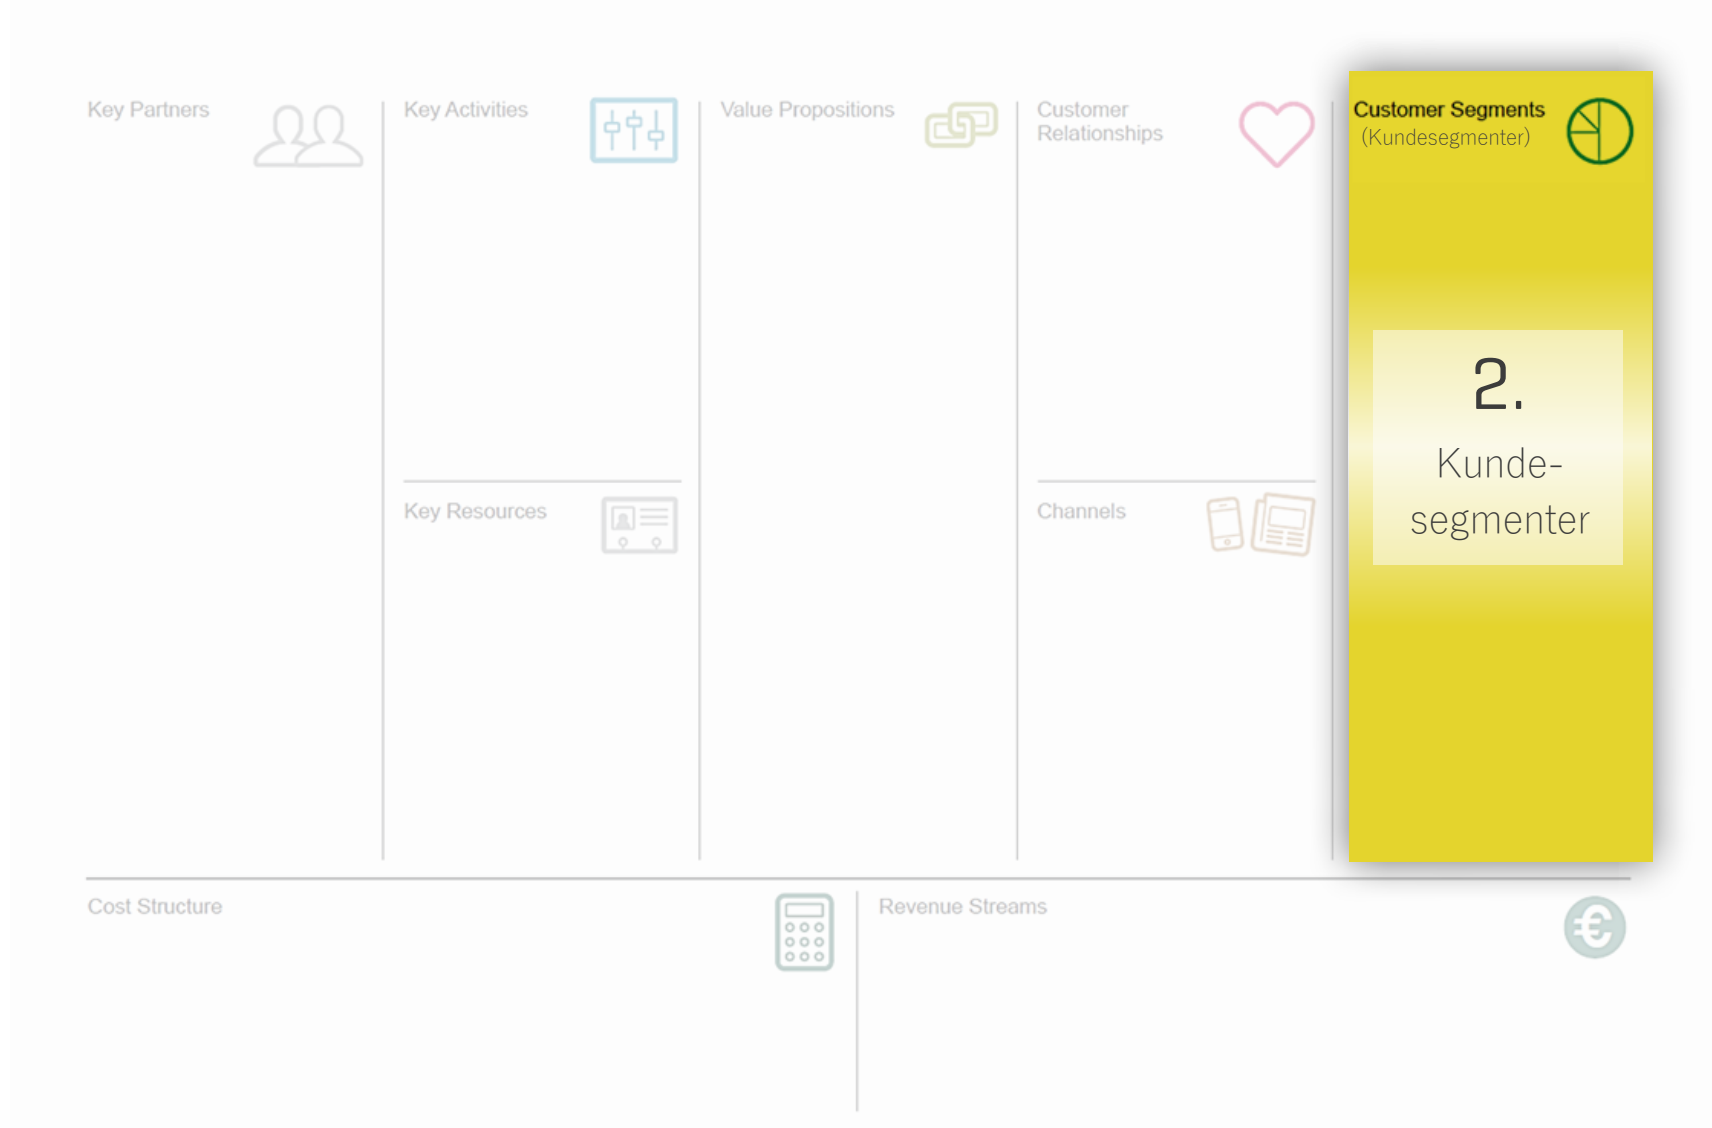 Key Partners
Key Activities
Value Propositions
Customer
Relationships
Customer Segments
(Kundesegmenter)
2.
Kunde-
segmenter
Key Resources
Channels
Cost Structure
Revenue Streams
€